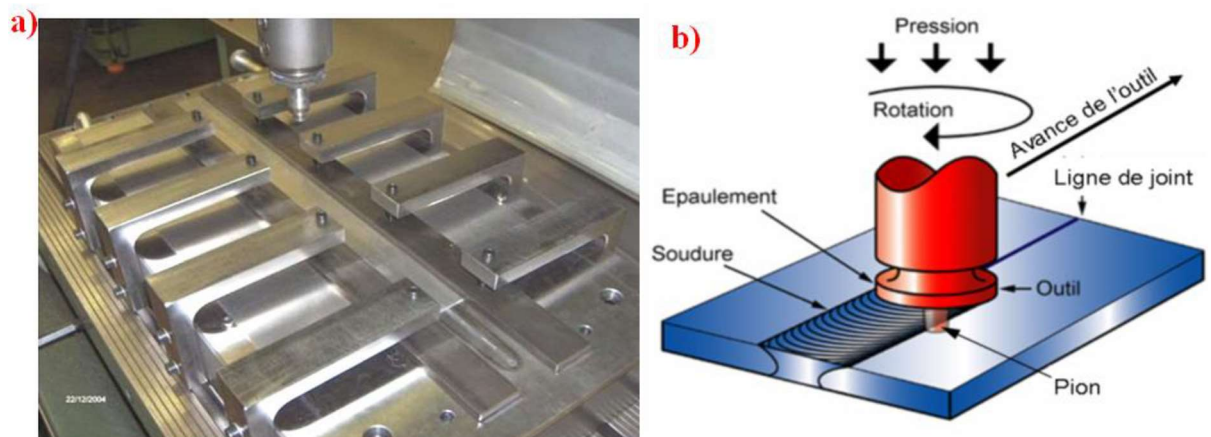 a)
22/12/2004
b)
Pression
Rotation
Avance de l'outil
Ligne de joint
Epaulement
Soudure
Outil
Pion